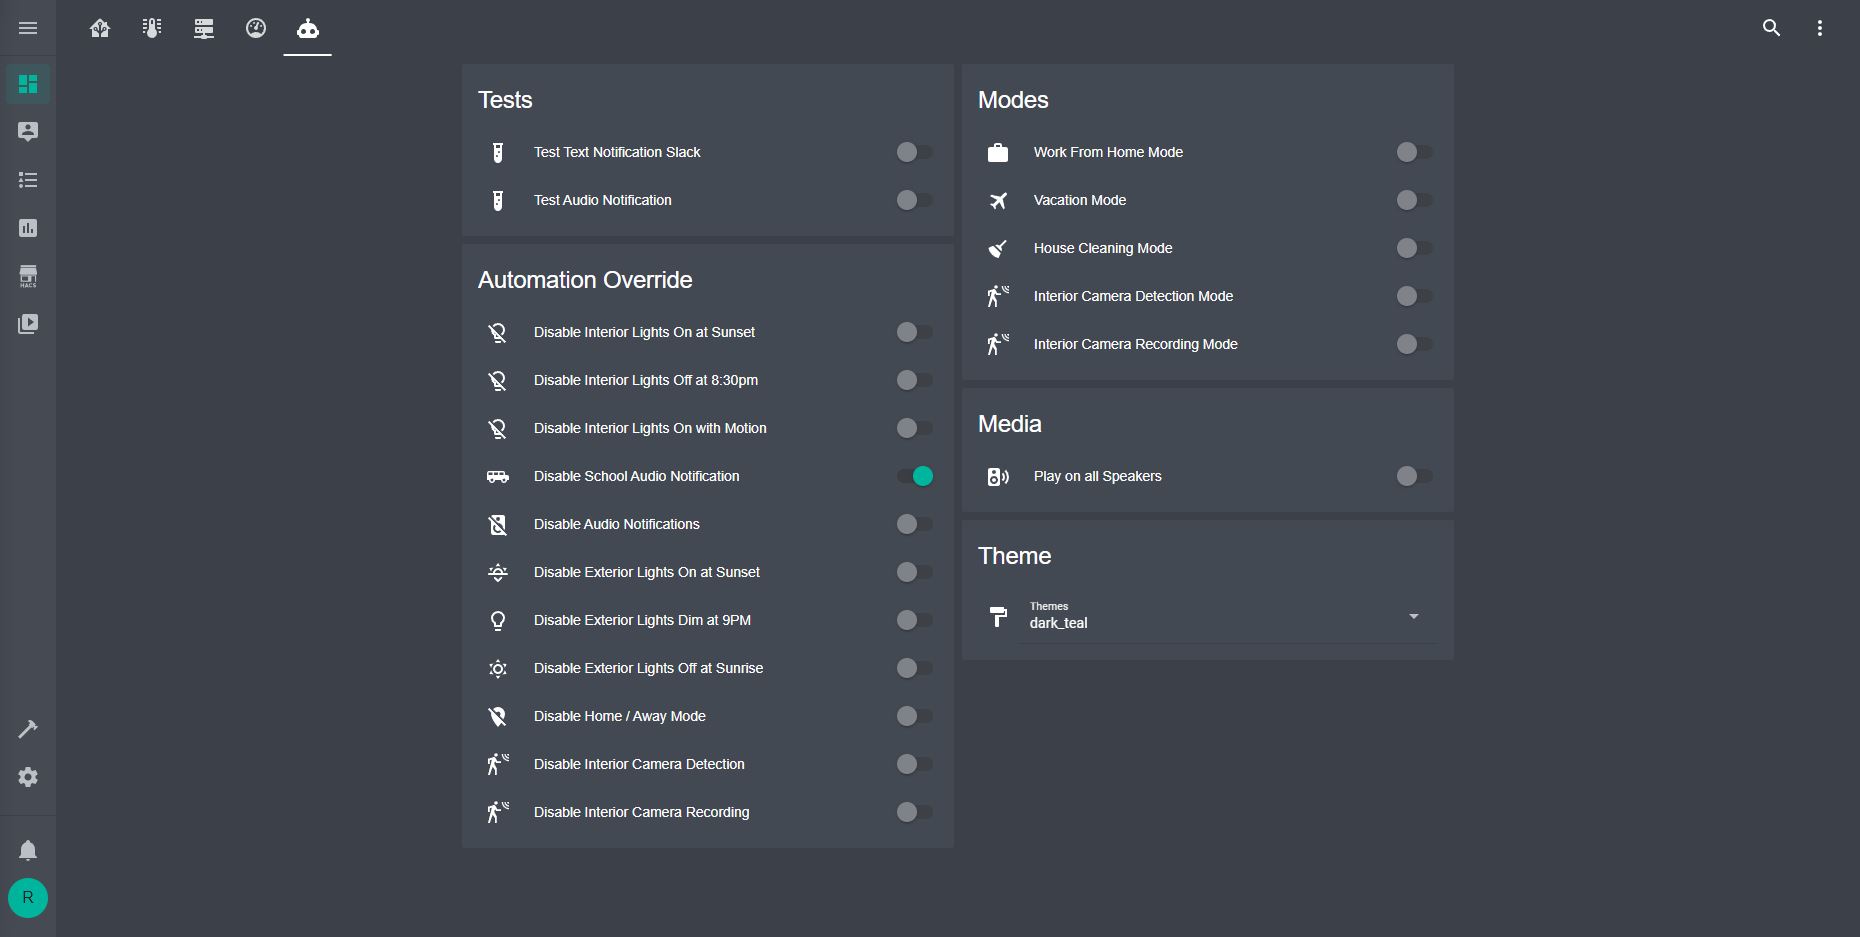 Tests
Test Text Notification Slack
Test Audio Notification
Automation Override
Disable Interior Lights On at Sunset
Disable Interior Lights Off at 8:30pm
Disable Interior Lights On with Motion
Disable School Audio Notification
Disable Audio Notifications
Disable Exterior Lights On at Sunset
Disable Exterior Lights Dim at 9PM
Disable Exterior Lights Off at Sunrise
Disable Home / Away Mode
Disable Interior Camera Detection
Disable Interior Camera Recording
Modes
Work From Home Mode
Vacation Mode
House Cleaning Mode
Interior Camera Detection Mode
Interior Camera Recording Mode
Media
Play on all Speakers
Theme
Themes
dark_teal
HACS
R